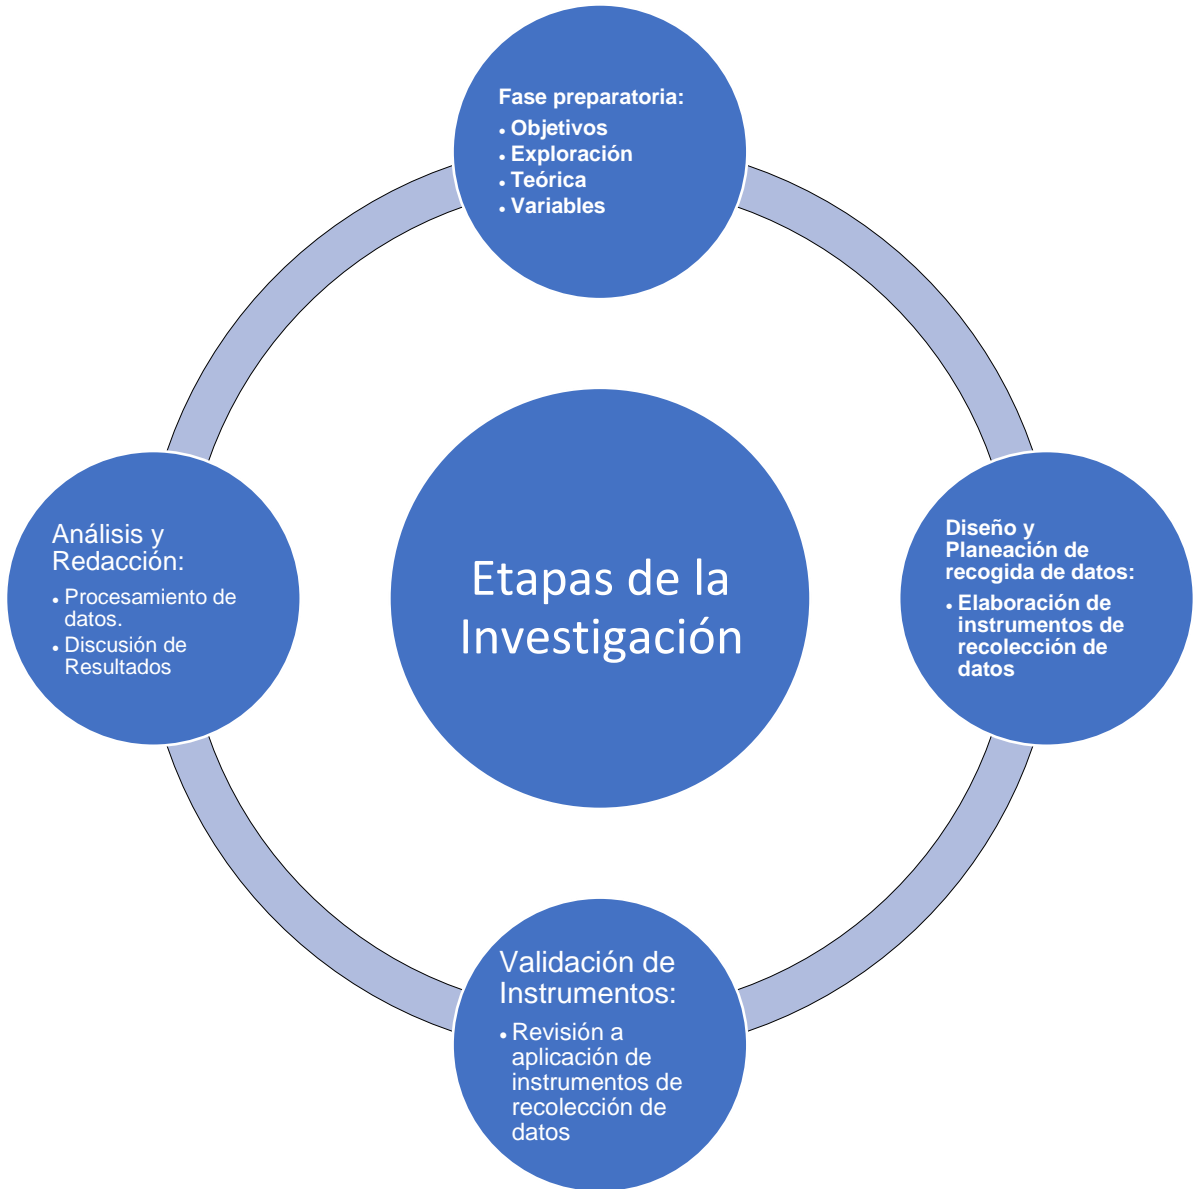 Fase preparatoria:
• Objetivos
• Exploración
• Teórica
• Variables
Etapas de la
Investigación
Diseño y
Planeación de
recogida de datos:
• Elaboración de
instrumentos de
recolección de
datos
Validación de
Instrumentos:
• Revisión a
aplicación de
instrumentos de
recolección de
datos
Análisis y
Redacción:
• Procesamiento de
datos.
• Discusión de
Resultados